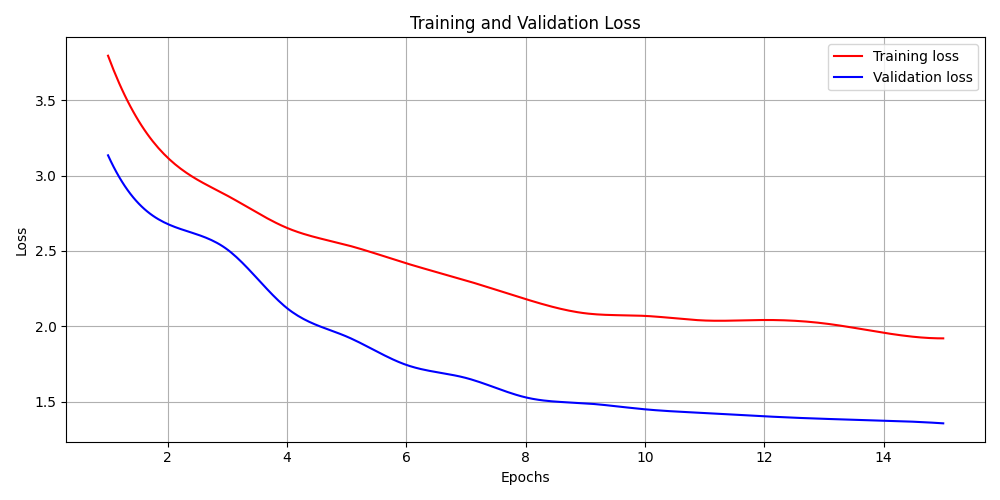 Training and Validation Loss
Training loss
Validation loss
Loss
3.5
3.0
2.5
2.0
1.5
2 4 6 8 10 12 14
Epochs